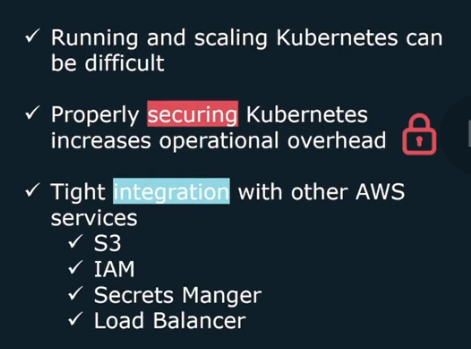 ✓ Running and scaling Kubernetes can
be difficult
✓ Properly securing Kubernetes
increases operational overhead
✓ Tight integration with other AWS
services
✓ S3
✓ IAM
✓ Secrets Manger
✓ Load Balancer